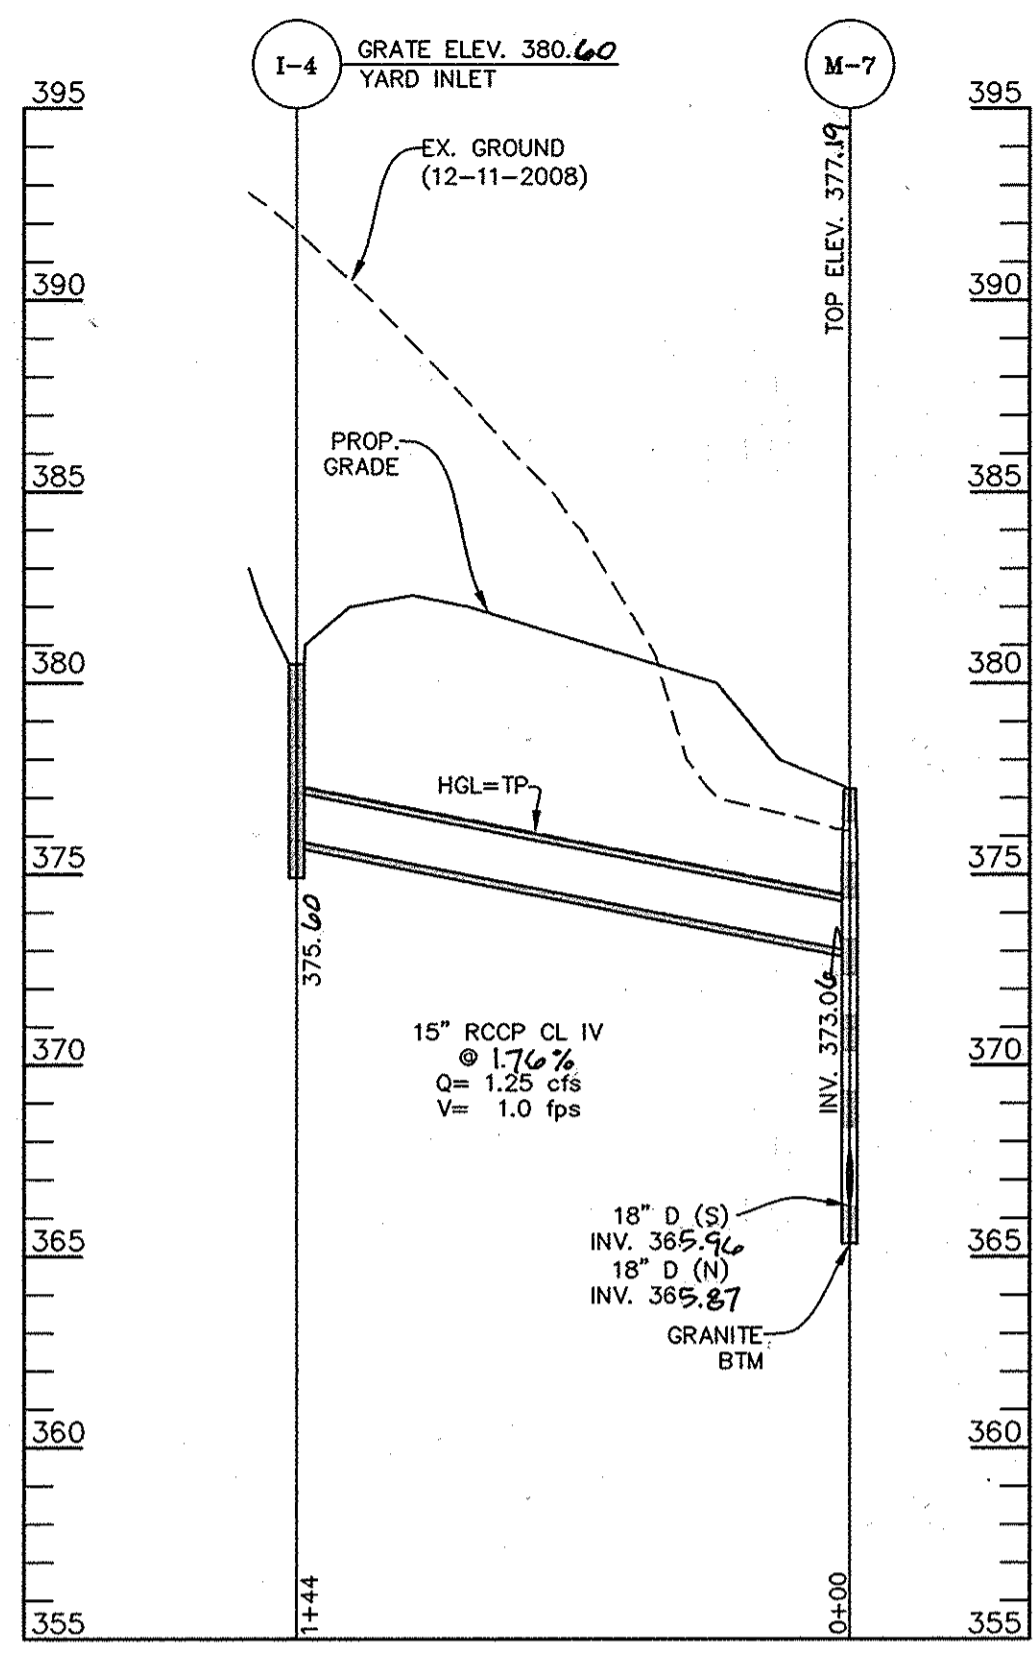 I-4
GRATE ELEV. 380.60
YARD INLET
M-7
395
395
EX. GROUND
(12-11-2008)
TOP ELEV. 377.19
390
390
PROP.
GRADE
385
385
380
380
HGL=TP
375
375
375.60
INV. 373.06
15" RCCP CL IV
@ 1.76%
Q= 1.25 cfs
V= 1.0 fps
370
370
18" D (S)
INV. 365.96
18" D (N)
INV. 365.87
365
365
GRANITE
BTM
360
360
1+44
0+00
355
355